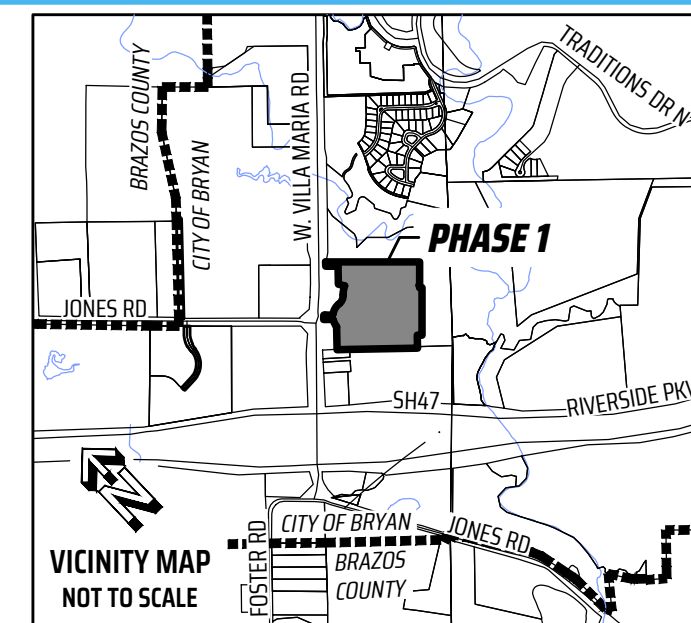 TRADITIONS DR N
BRAZOS COUNTY
CITY OF BRYAN
W. VILLA MARIA RD.
PHASE 1
JONES RD
SH47
RIVERSIDE PKW
N
VICINITY MAP
NOT TO SCALE
FOSTER RD
CITY OF BRYAN
JONES RD
BRAZOS
COUNTY